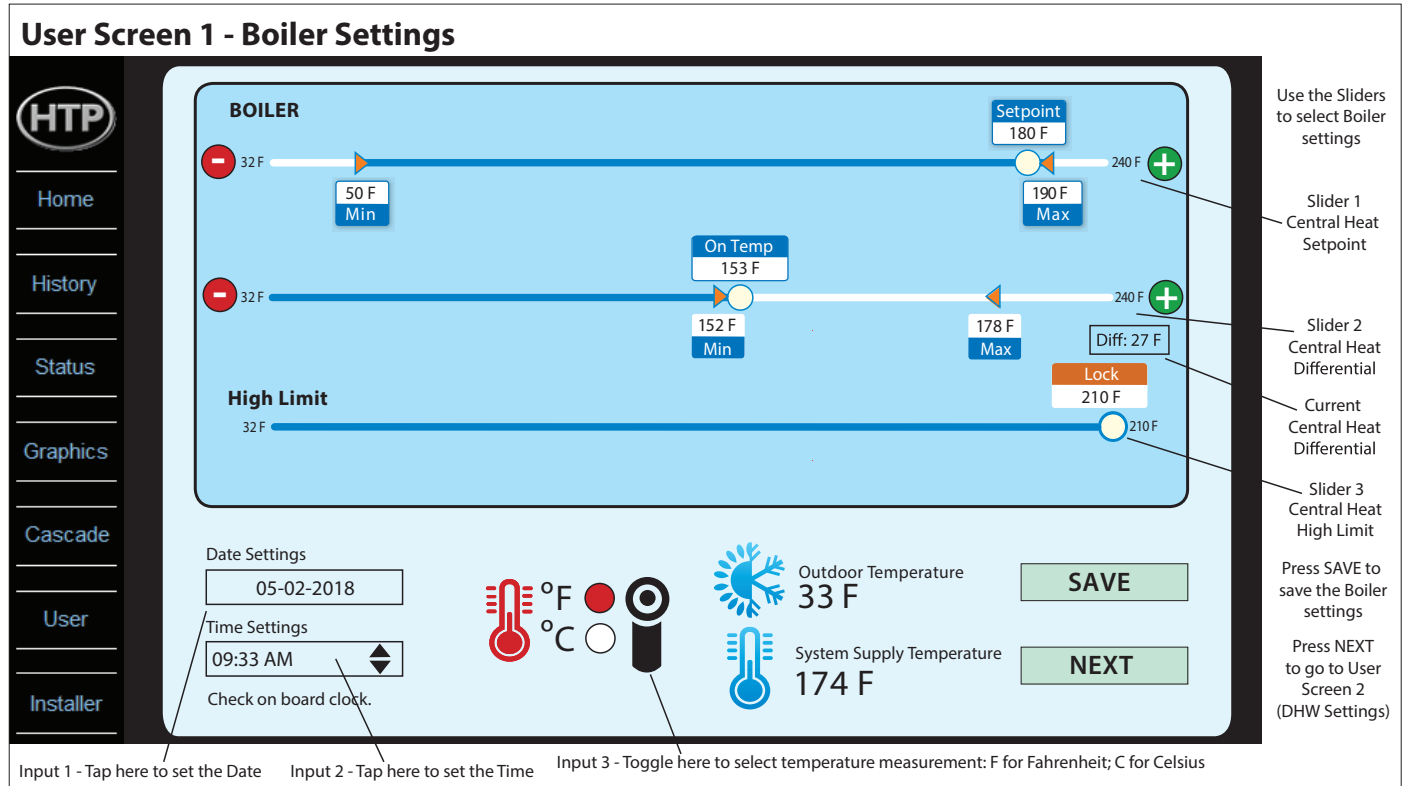 User Screen 1 - Boiler Settings
HTP
Home
History
Status
Graphics
Cascade
User
Installer
BOILER
Setpoint
180 F
32 F
240 F
50 F
Min
190 F
Max
On Temp
153 F
32 F
240 F
152 F
Min
178 F
Max
Diff: 27 F
Lock
210 F
High Limit
32 F
210 F
Date Settings
05-02-2018
Time Settings
09:33 AM
Check on board clock.
°F
°C
Outdoor Temperature
33 F
System Supply Temperature
174 F
SAVE
NEXT
Use the Sliders
to select Boiler
settings
Slider 1
Central Heat
Setpoint
Slider 2
Central Heat
Differential
Current
Central Heat
Differential
Slider 3
Central Heat
High Limit
Press SAVE to
save the Boiler
settings
Press NEXT
to go to User
Screen 2
(DHW Settings)
Input 1 - Tap here to set the Date
Input 2 - Tap here to set the Time
Input 3 - Toggle here to select temperature measurement: F for Fahrenheit; C for Celsius